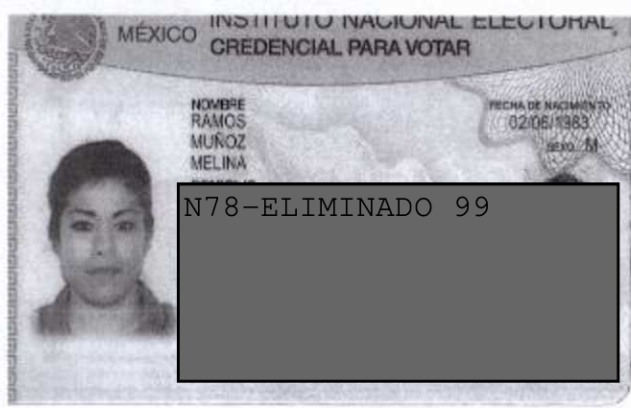 MÉXICO
INSTITUTO NACIONAL ELECTORAL
CREDENCIAL PARA VOTAR
NOMBRE
RAMOS
MUÑOZ
MELINA
FECHA DE NACIMIENTO
02/06/1983
SEXO M
N78-ELIMINADO 99